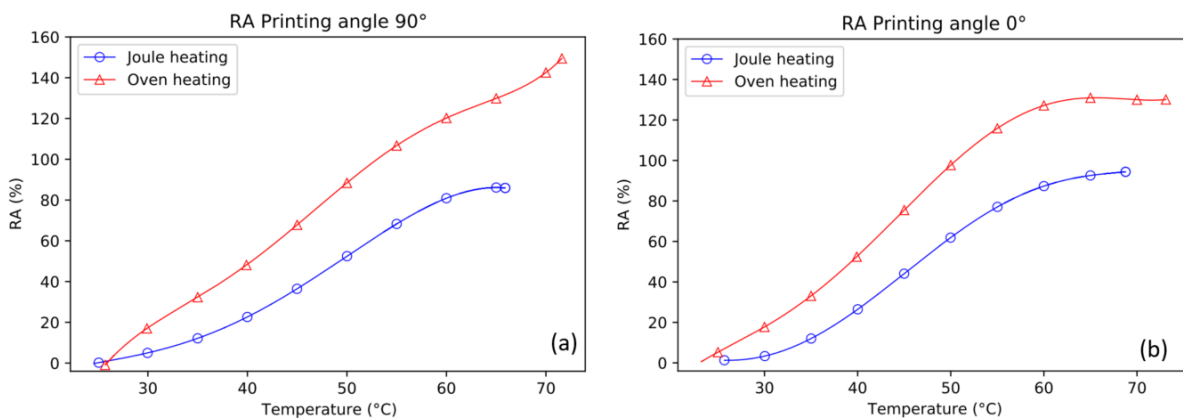 RA Printing angle 90°
160
140
120
100
80
60
40
20
0
RA (%)
Joule heating
Oven heating
(a)
30
40
50
60
70
Temperature (°C)
RA Printing angle 0°
160
140
120
100
80
60
40
20
0
RA (%)
Joule heating
Oven heating
(b)
30
40
50
60
70
Temperature (°C)